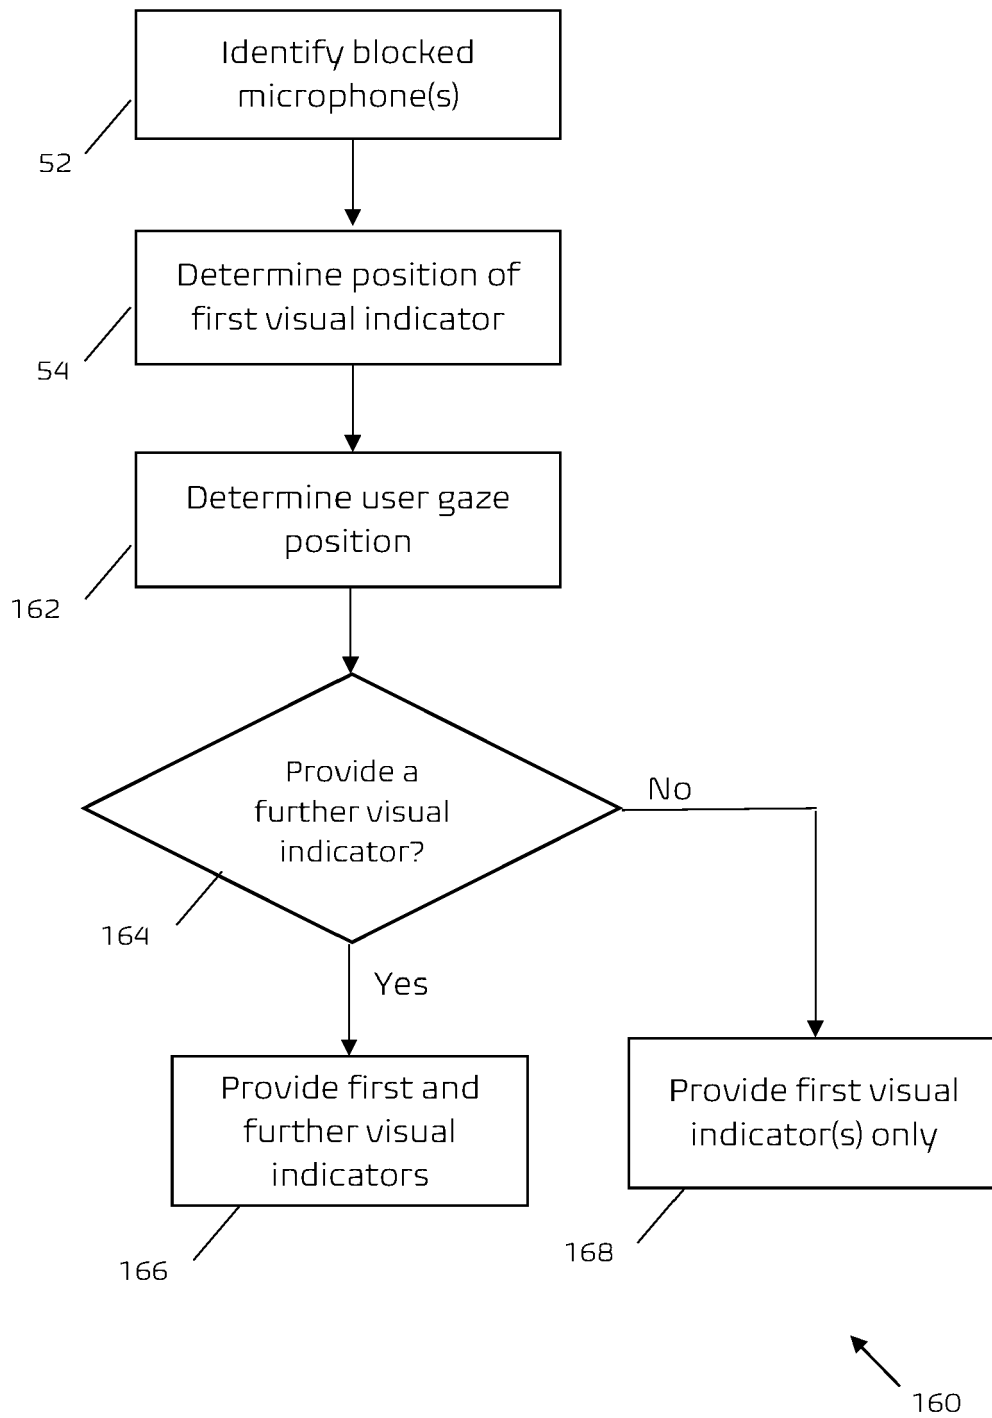 Identify blocked
microphone(s)
52
Determine position of
first visual indicator
54
Determine user gaze
position
162
Provide a
further visual
indicator?
No
164
Yes
Provide first and
further visual
indicators
166
Provide first visual
indicator(s) only
168
160